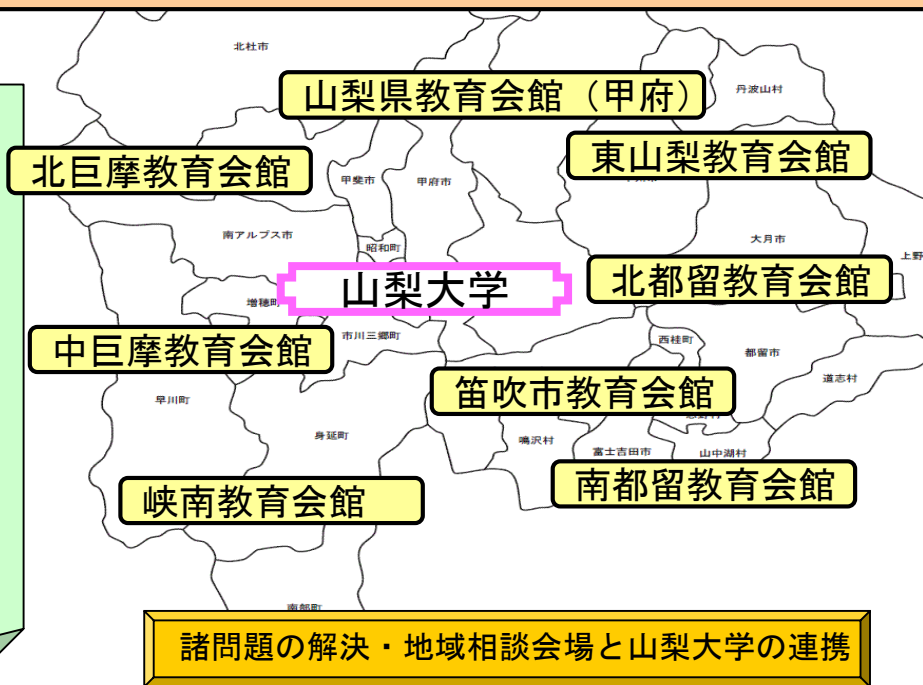 北杜市
山梨県教育会館（甲府）
丹波山村
北巨摩教育会館
東山梨教育会館
甲斐市
甲府市
南アルプス市
昭和町
大月市
上野
山梨大学
北都留教育会館
増穂町
市川三郷町
西桂町
中巨摩教育会館
都留市
道志村
笛吹市教育会館
早川町
身延町
鳴沢村
富士吉田市
山中湖村
南都留教育会館
峡南教育会館
南部町
諸問題の解決・地域相談会場と山梨大学の連携